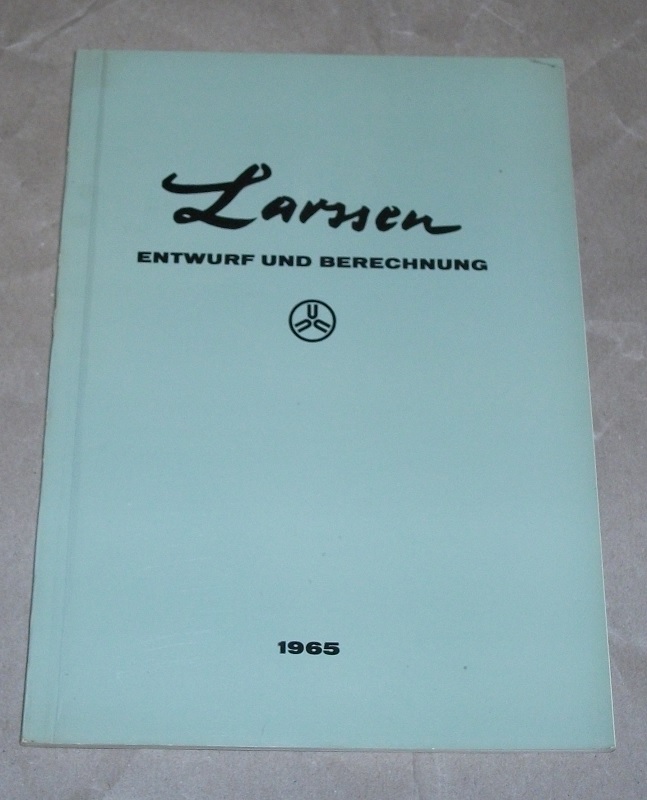 Larssen
ENTWURF UND BERECHNUNG
1965